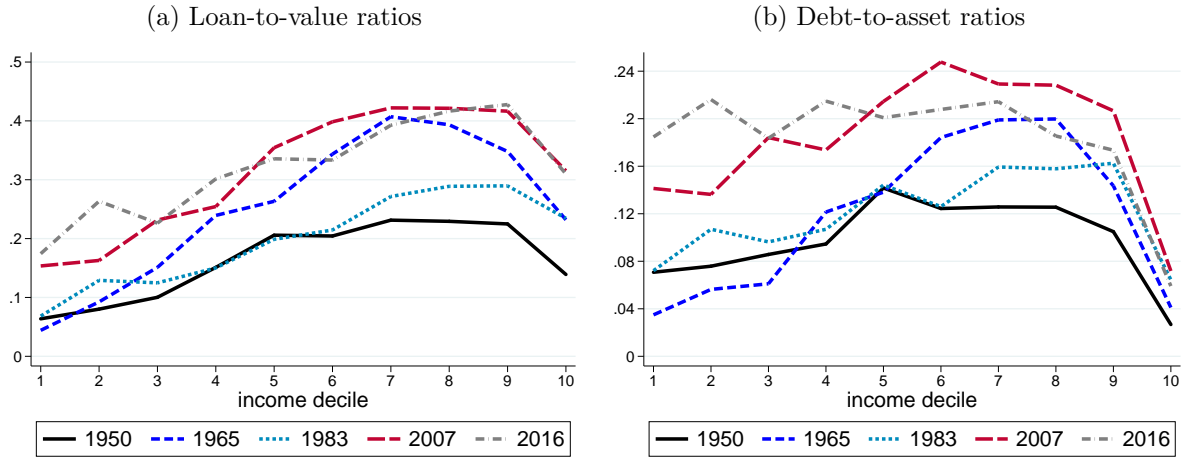 (a) Loan-to-value ratios
.5
.4
.3
.2
.1
0
1 2 3 4 5 6 7 8 9 10
income decile
1950 1965 1983 2007 2016
(b) Debt-to-asset ratios
.24
.2
.16
.12
.08
.04
0
1 2 3 4 5 6 7 8 9 10
income decile
1950 1965 1983 2007 2016